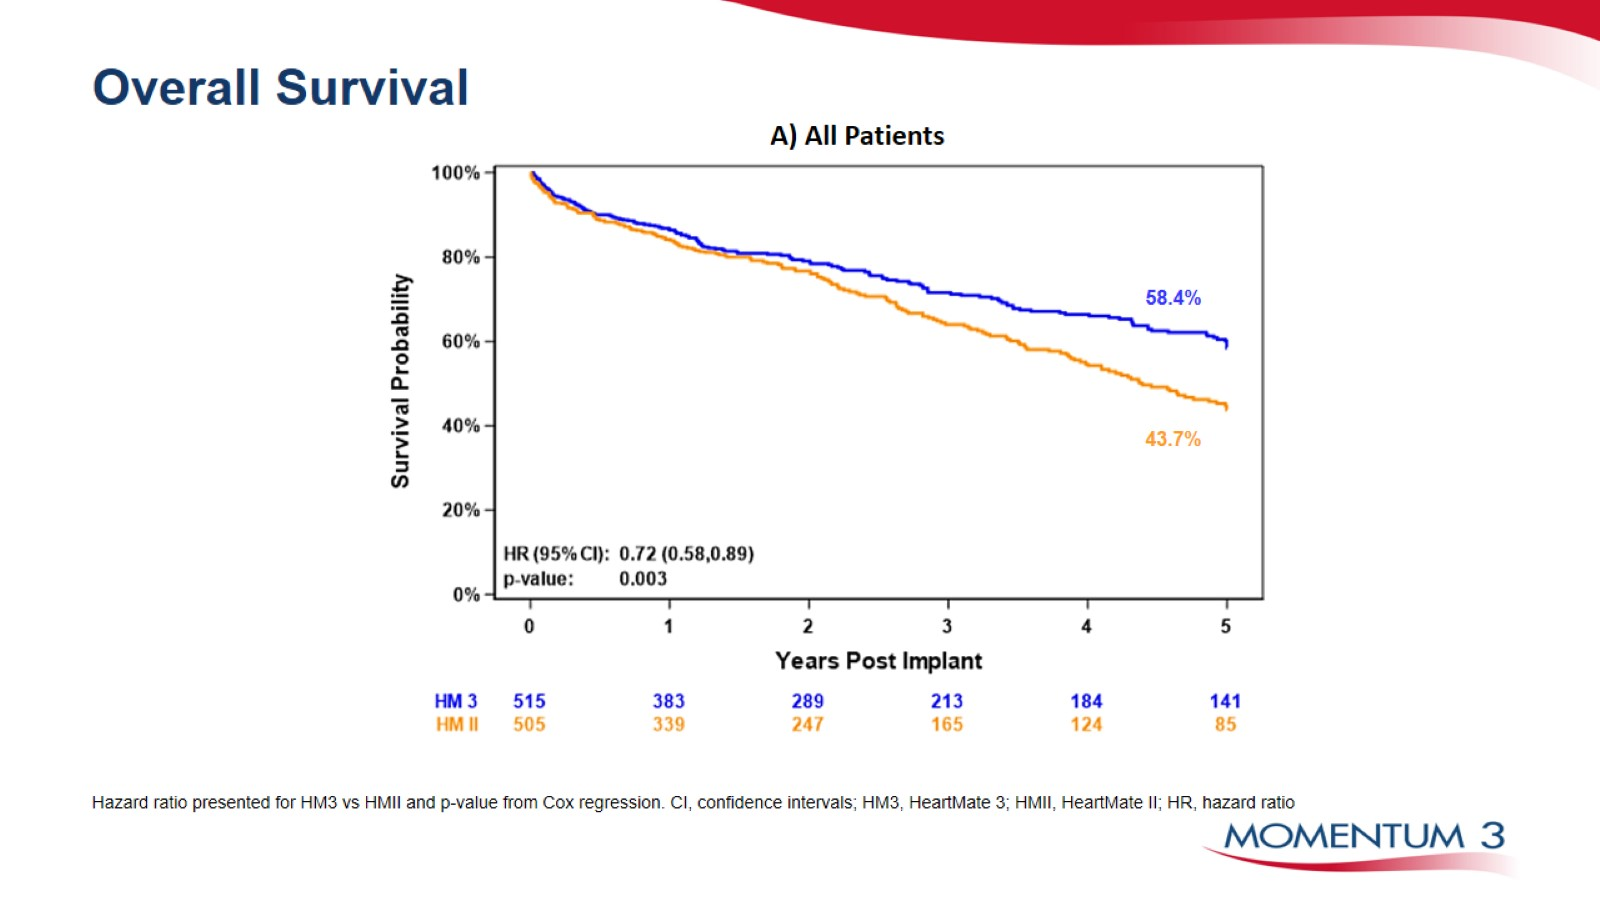 Overall Survival
A) All Patients
100%
80%
60%
40%
20%
0%
Survival Probability
58.4%
43.7%
HR (95% CI): 0.72 (0.58,0.89)
p-value: 0.003
0 1 2 3 4 5
Years Post Implant
HM 3 515 383 289 213 184 141
HM II 505 339 247 165 124 85
Hazard ratio presented for HM3 vs HMII and p-value from Cox regression. CI, confidence intervals; HM3, HeartMate 3; HMII, HeartMate II; HR, hazard ratio
MOMENTUM 3